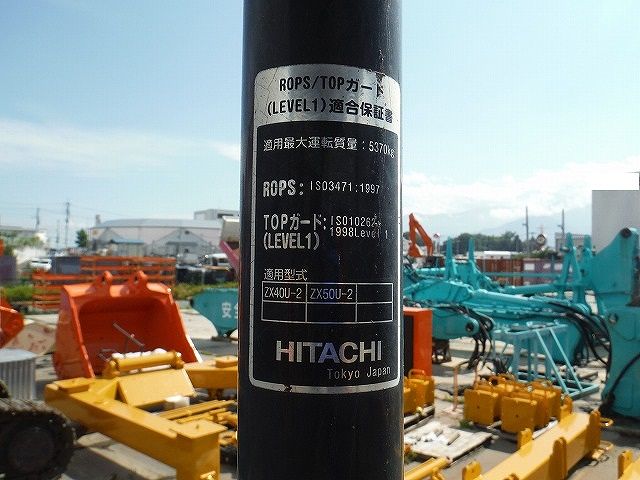 ROPS/TOPガード
(LEVEL1)適合保証書
適用最大運転質量：5370kg
ROPS: ISO3471:1997
TOPガード: ISO10262:
(LEVEL1) 1998Level 1
適用型式
ZX40U-2 ZX50U-2
HITACHI
Tokyo Japan
安全